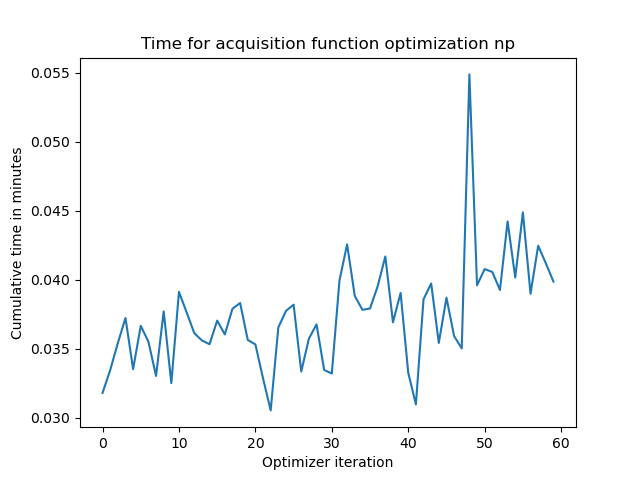 Time for acquisition function optimization np
Cumulative time in minutes
0.055
0.050
0.045
0.040
0.035
0.030
0 10 20 30 40 50 60
Optimizer iteration